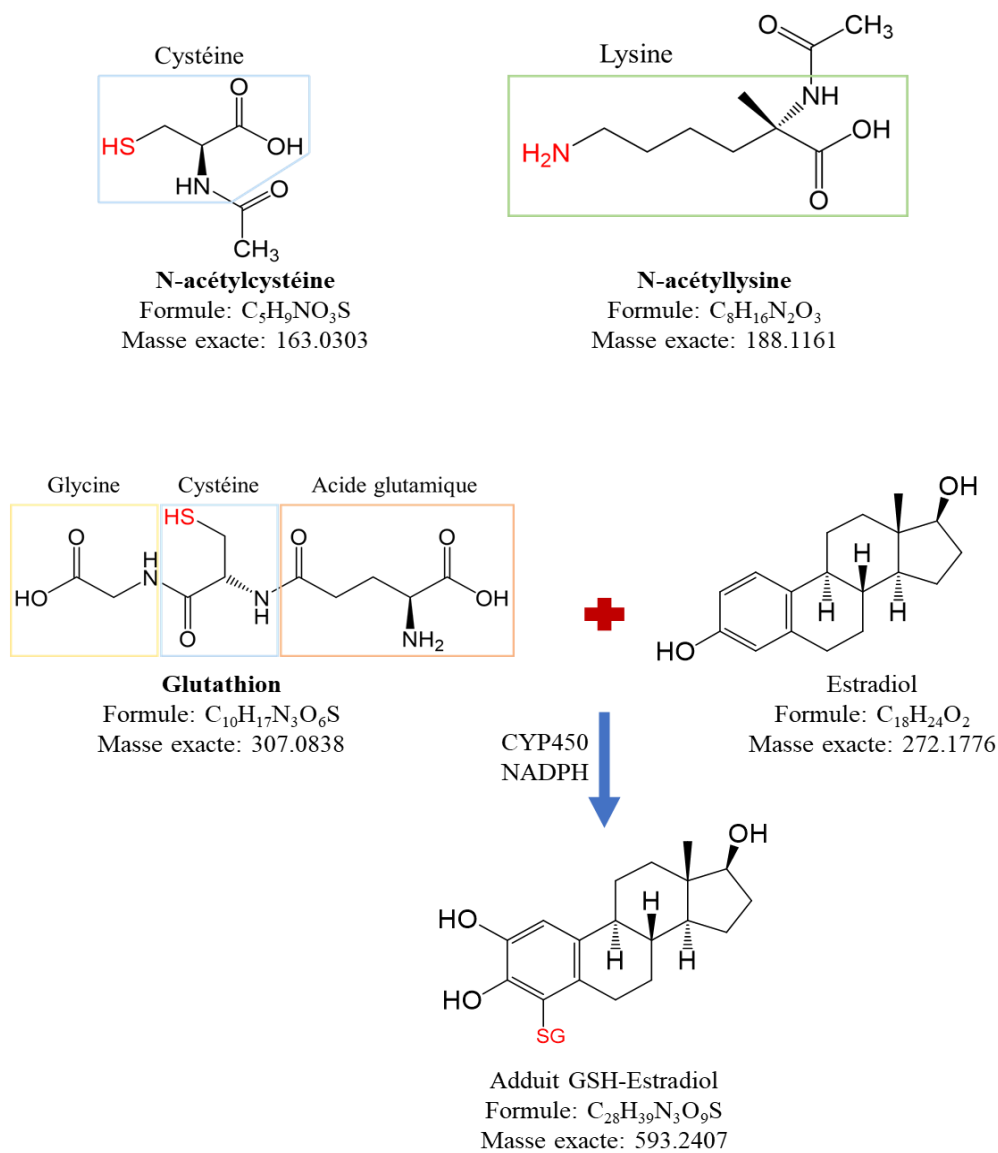 Cystéine
O
HS
OH
HN
O
CH₃
N-acétylcystéine
Formule: C₅H₉NO₃S
Masse exacte: 163.0303
Lysine
O
CH₃
NH
H₂N
OH
O
N-acétyllysine
Formule: C₈H₁₆N₂O₃
Masse exacte: 188.1161
Glycine
Cystéine
Acide glutamique
HS
O
H
N
O
O
HO
O
N
H
NH₂
OH
Glutathion
Formule: C₁₀H₁₇N₃O₆S
Masse exacte: 307.0838
OH
H
H
H
HO
Estradiol
Formule: C₁₈H₂₄O₂
Masse exacte: 272.1776
CYP450
NADPH
OH
HO
H
H
H
HO
SG
Adduit GSH-Estradiol
Formule: C₂₈H₃₉N₃O₉S
Masse exacte: 593.2407